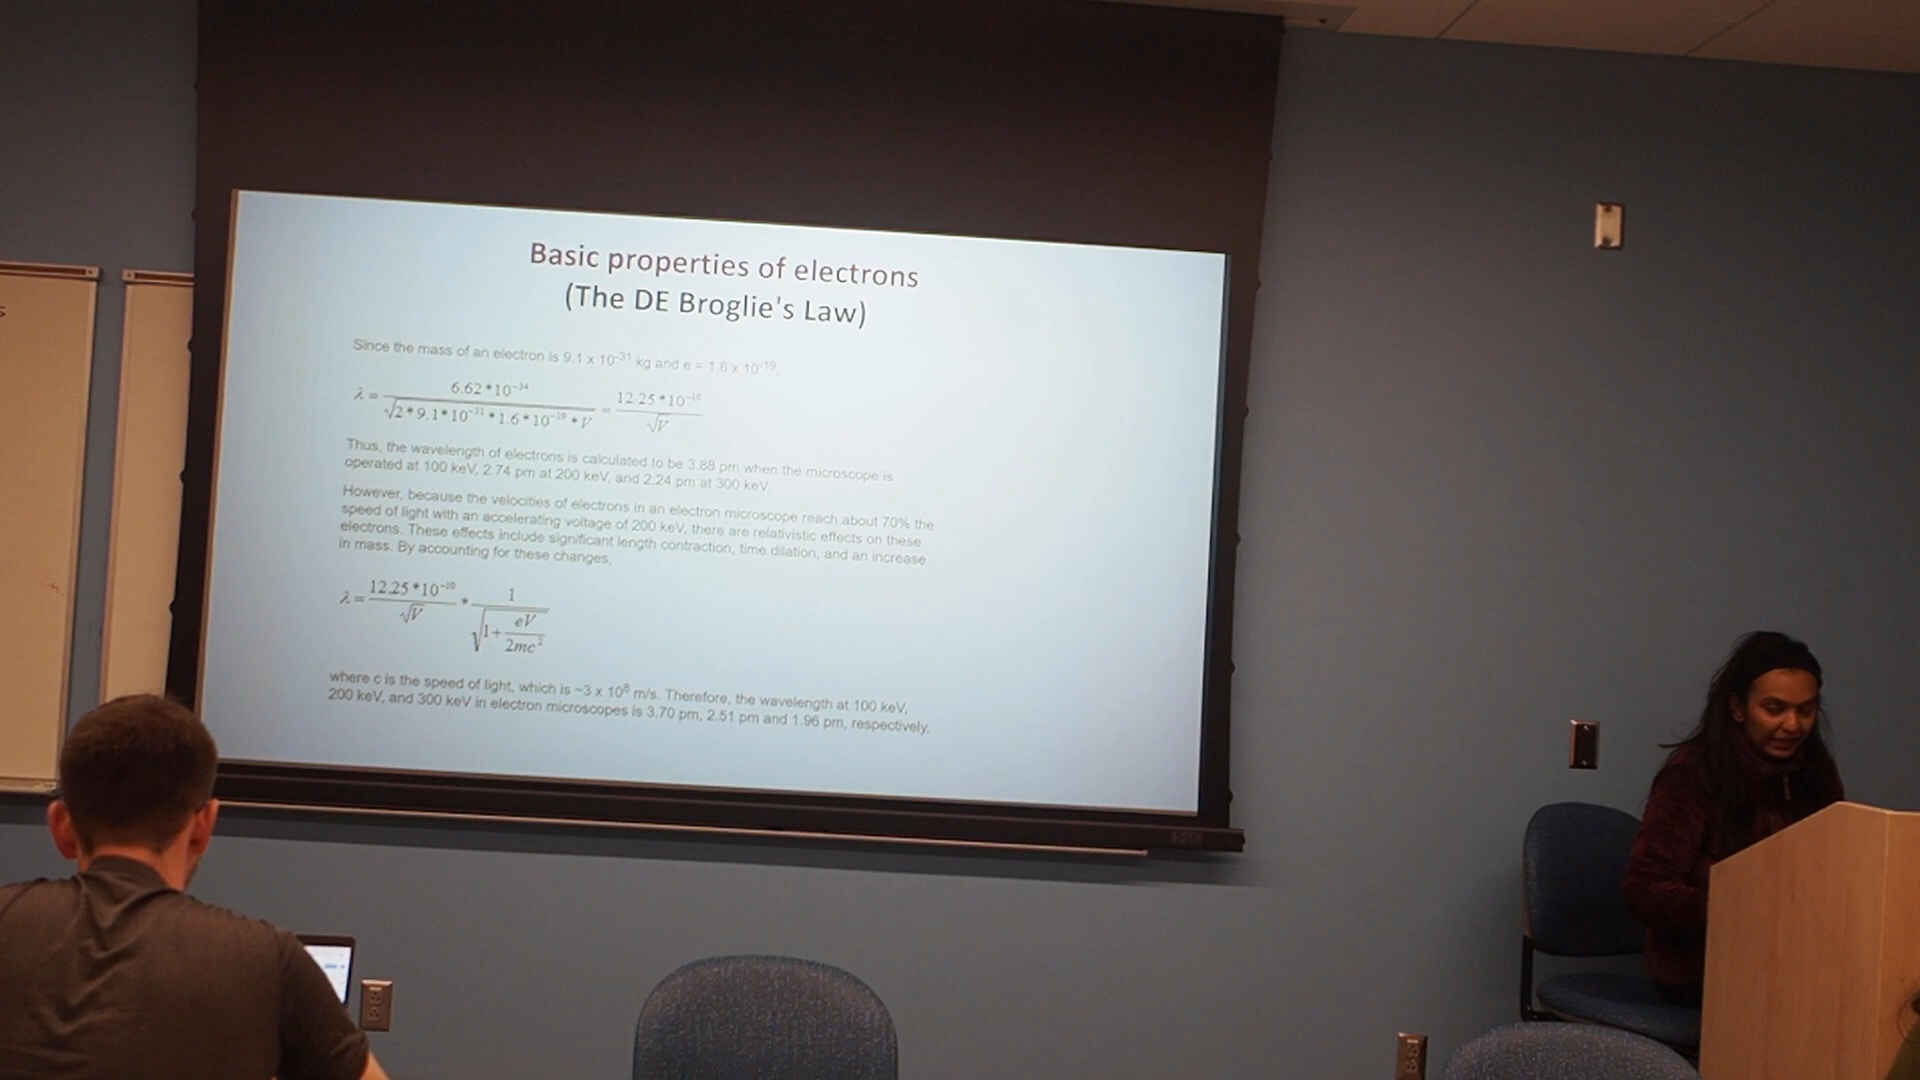 Basic properties of electrons
(The DE Broglie's Law)
Since the mass of an electron is 9.1 x 10⁻³¹ kg and e = 1.6 x 10⁻¹⁹.
λ = 6.62*10⁻³⁴ / √2*9.1*10⁻³¹*1.6*10⁻¹⁹*V = 12.25*10⁻¹⁰ / √V
Thus, the wavelength of electrons is calculated to be 3.88 pm when the microscope is
operated at 100 keV, 2.74 pm at 200 keV, and 2.24 pm at 300 keV.
However, because the velocities of electrons in an electron microscope reach about 70% the
speed of light with an accelerating voltage of 200 keV, there are relativistic effects on these
electrons. These effects include significant length contraction, time dilation, and an increase
in mass. By accounting for these changes,
λ = 12.25*10⁻¹⁰ / √V * 1 / √1 + eV / 2mc²
where c is the speed of light, which is ~3 x 10⁸ m/s. Therefore, the wavelength at 100 keV,
200 keV, and 300 keV in electron microscopes is 3.70 pm, 2.51 pm and 1.96 pm, respectively.